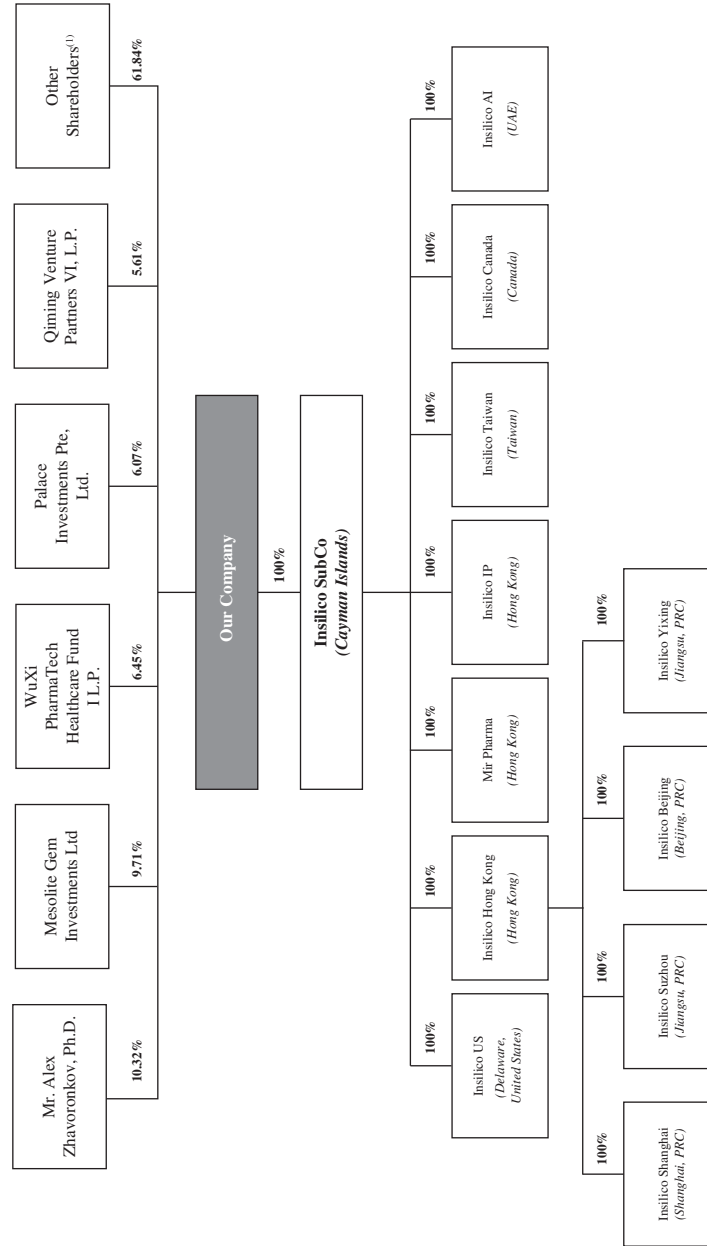 Mr. Alex
Zhavoronkov, Ph.D.
Mesolite Gem
Investments Ltd
WuXi
PharmaTech
Healthcare Fund
I L.P.
Palace
Investments Pte,
Ltd.
Qiming Venture
Partners VI, L.P.
Other
Shareholders(1)
10.32%
9.71%
6.45%
6.07%
5.61%
61.84%
Our Company
100%
Insilico SubCo
(Cayman Islands)
100%
100%
100%
100%
100%
100%
100%
Insilico US
(Delaware,
United States)
Insilico Hong Kong
(Hong Kong)
Mir Pharma
(Hong Kong)
Insilico IP
(Hong Kong)
Insilico Taiwan
(Taiwan)
Insilico Canada
(Canada)
Insilico AI
(UAE)
100%
100%
100%
100%
Insilico Shanghai
(Shanghai, PRC)
Insilico Suzhou
(Jiangsu, PRC)
Insilico Beijing
(Beijing, PRC)
Insilico Yixing
(Jiangsu, PRC)